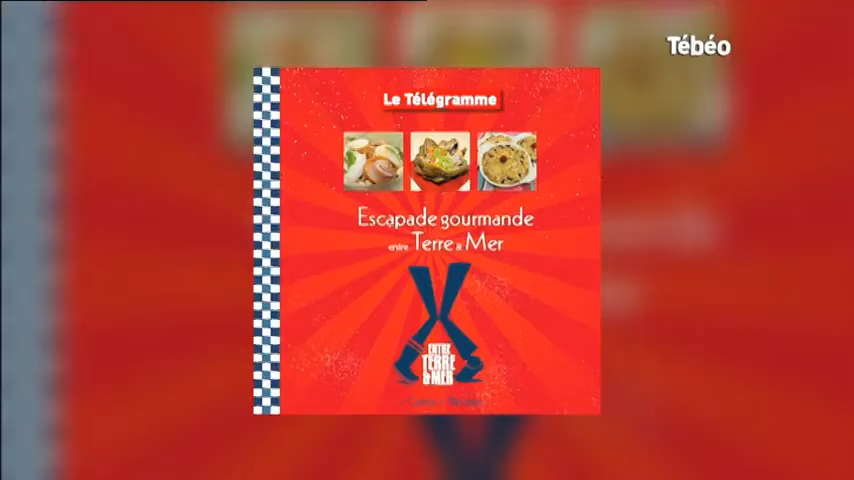 Tébéo
Le Télégramme
Escapade gourmande
entre Terre & Mer
ENTRE
TERRE
& MER